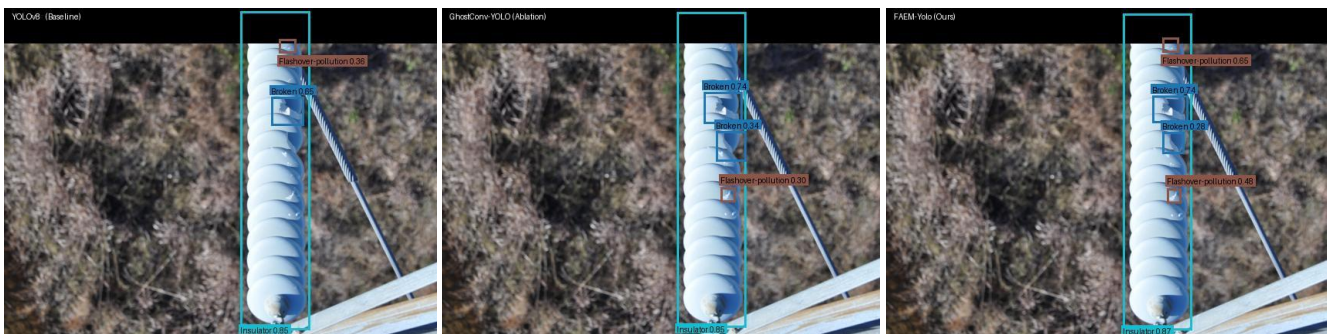 YOLOv8 (Baseline)
Flashover-pollution 0.36
Broken 0.65
Insulator 0.85
GhostConv-YOLO (Ablation)
Broken 0.74
Broken 0.34
Flashover-pollution 0.30
Insulator 0.85
FAEM-Yolo (Ours)
Flashover-pollution 0.65
Broken 0.74
Broken 0.28
Flashover-pollution 0.48
Insulator 0.87